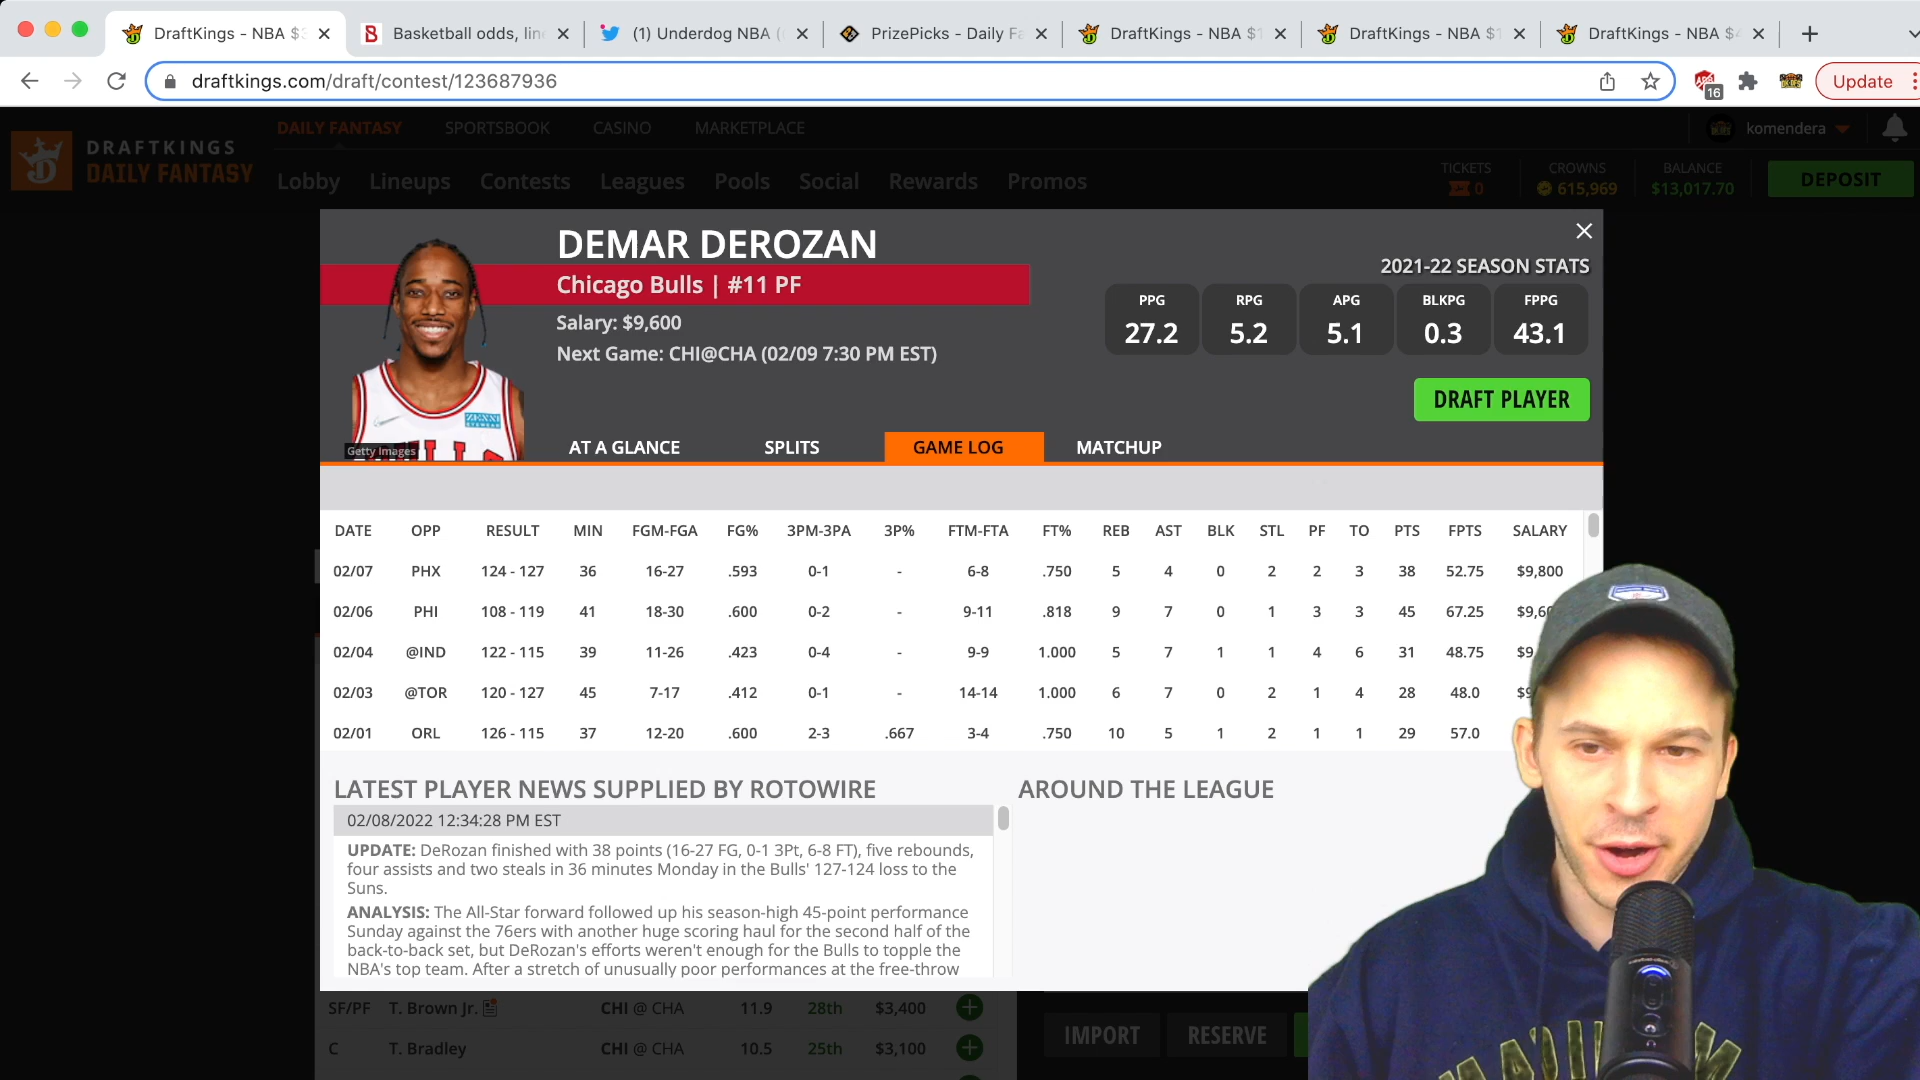 DraftKings - NBA $
Basketball odds, lin
(1) Underdog NBA (
PrizePicks - Daily Fa
DraftKings - NBA $1
DraftKings - NBA $1
DraftKings - NBA $
draftkings.com/draft/contest/123687936
16
Update
DRAFTKINGS
DAILY FANTASY
DAILY FANTASY SPORTSBOOK CASINO MARKETPLACE
komendera
Lobby Lineups Contests Leagues Pools Social Rewards Promos
TICKETS CROWNS BALANCE
0 615,969 $13,017.70
DEPOSIT
DEMAR DEROZAN
Chicago Bulls | #11 PF
Salary: $9,600
Next Game: CHI@CHA (02/09 7:30 PM EST)
2021-22 SEASON STATS
PPG RPG APG BLKPG FPPG
27.2 5.2 5.1 0.3 43.1
DRAFT PLAYER
ZENNI
Getty Images
AT A GLANCE SPLITS GAME LOG MATCHUP
DATE OPP RESULT MIN FGM-FGA FG% 3PM-3PA 3P% FTM-FTA FT% REB AST BLK STL PF TO PTS FPTS SALARY
02/07 PHX 124 - 127 36 16-27 .593 0-1 - 6-8 .750 5 4 0 2 2 3 38 52.75 $9,800
02/06 PHI 108 - 119 41 18-30 .600 0-2 - 9-11 .818 9 7 0 1 3 3 45 67.25 $9,60
02/04 @IND 122 - 115 39 11-26 .423 0-4 - 9-9 1.000 5 7 1 1 4 6 31 48.75 $9,
02/03 @TOR 120 - 127 45 7-17 .412 0-1 - 14-14 1.000 6 7 0 2 1 4 28 48.0 $9
02/01 ORL 126 - 115 37 12-20 .600 2-3 .667 3-4 .750 10 5 1 2 1 1 29 57.0
LATEST PLAYER NEWS SUPPLIED BY ROTOWIRE
02/08/2022 12:34:28 PM EST
UPDATE: DeRozan finished with 38 points (16-27 FG, 0-1 3Pt, 6-8 FT), five rebounds,
four assists and two steals in 36 minutes Monday in the Bulls' 127-124 loss to the
Suns.
ANALYSIS: The All-Star forward followed up his season-high 45-point performance
Sunday against the 76ers with another huge scoring haul for the second half of the
back-to-back set, but DeRozan's efforts weren't enough for the Bulls to topple the
NBA's top team. After a stretch of unusually poor performances at the free-throw
AROUND THE LEAGUE
SF/PF T. Brown Jr. CHI @ CHA 11.9 28th $3,400
C T. Bradley CHI @ CHA 10.5 25th $3,100
IMPORT RESERVE